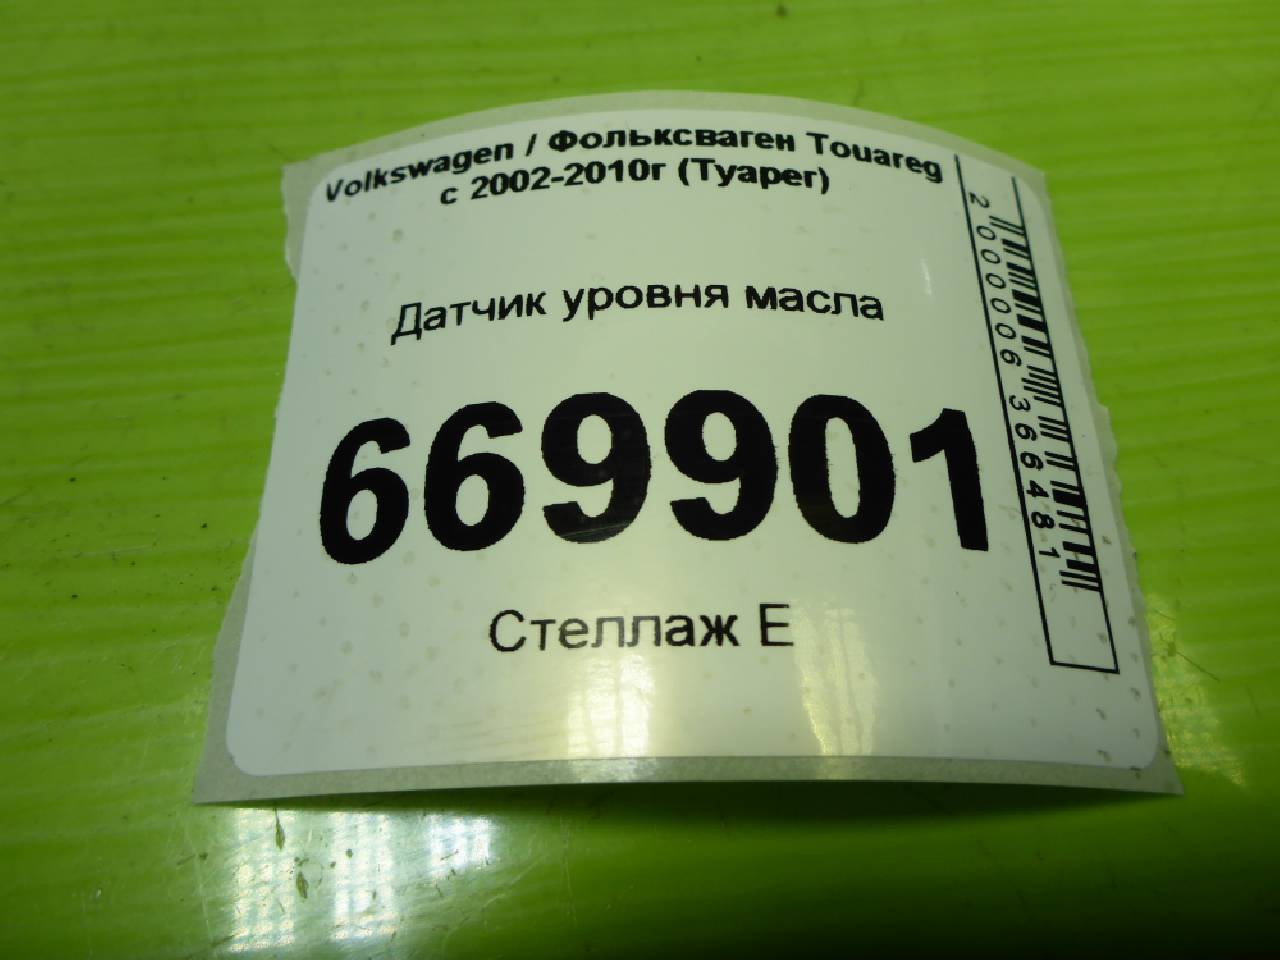 Volkswagen / Фольксваген Touareg
с 2002-2010г (Туарег)
Датчик уровня масла
669901
Стеллаж Е
2000006366481